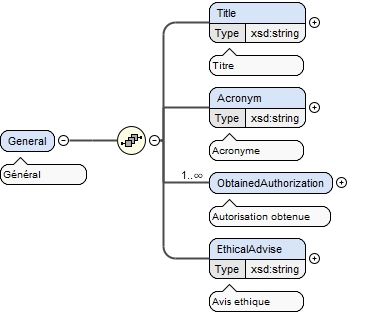 Title
Type xsd:string
Titre
Acronym
Type xsd:string
Acronyme
General
Général
1..∞
ObtainedAuthorization
Autorisation obtenue
EthicalAdvise
Type xsd:string
Avis ethique